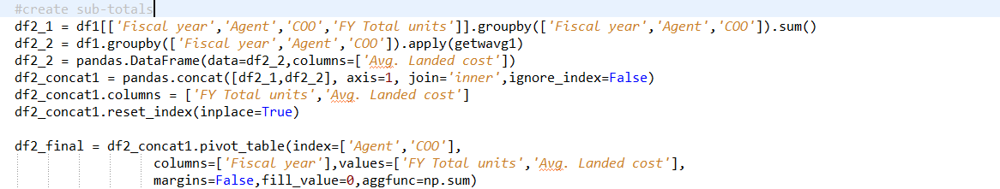 #create sub-totals
df2_1 = df1[['Fiscal year','Agent','COO','FY Total units']].groupby(['Fiscal year','Agent','COO']).sum()
df2_2 = df1.groupby(['Fiscal year','Agent','COO']).apply(getwavg1)
df2_2 = pandas.DataFrame(data=df2_2,columns=['Avg. Landed cost'])
df2_concat1 = pandas.concat([df2_1,df2_2], axis=1, join='inner',ignore_index=False)
df2_concat1.columns = ['FY Total units','Avg. Landed cost']
df2_concat1.reset_index(inplace=True)
df2_final = df2_concat1.pivot_table(index=['Agent','COO'],
columns=['Fiscal year'],values=['FY Total units','Avg. Landed cost'],
margins=False,fill_value=0,aggfunc=np.sum)